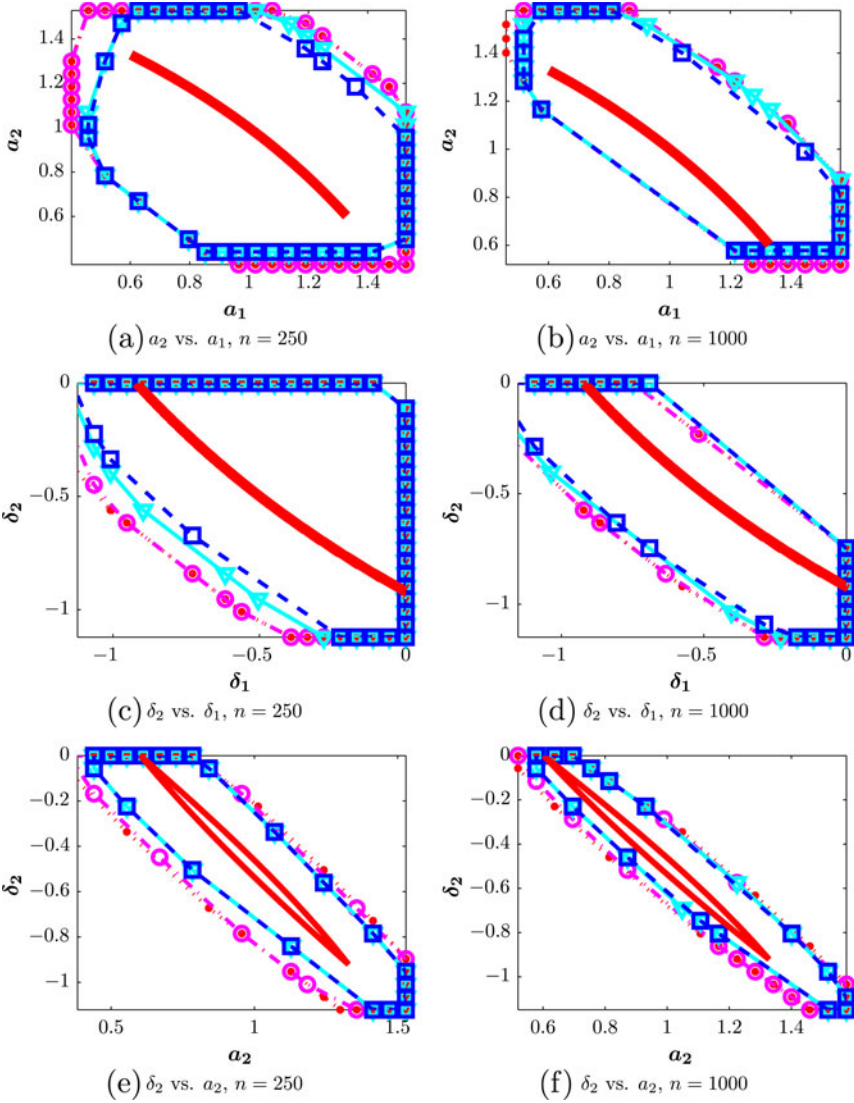 1.4
1.2
1
0.8
0.6
a₂
0.6 0.8 1 1.2 1.4
a₁
(a) a₂ vs. a₁, n = 250
1.4
1.2
1
0.8
0.6
a₂
0.6 0.8 1 1.2 1.4
a₁
(b) a₂ vs. a₁, n = 1000
0
−0.5
−1
δ₂
−1 −0.5 0
δ₁
(c) δ₂ vs. δ₁, n = 250
0
−0.5
−1
δ₂
−1 −0.5 0
δ₁
(d) δ₂ vs. δ₁, n = 1000
0
−0.2
−0.4
−0.6
−0.8
−1
δ₂
0.5 1 1.5
a₂
(e) δ₂ vs. a₂, n = 250
0
−0.2
−0.4
−0.6
−0.8
−1
δ₂
0.6 0.8 1 1.2 1.4
a₂
(f) δ₂ vs. a₂, n = 1000